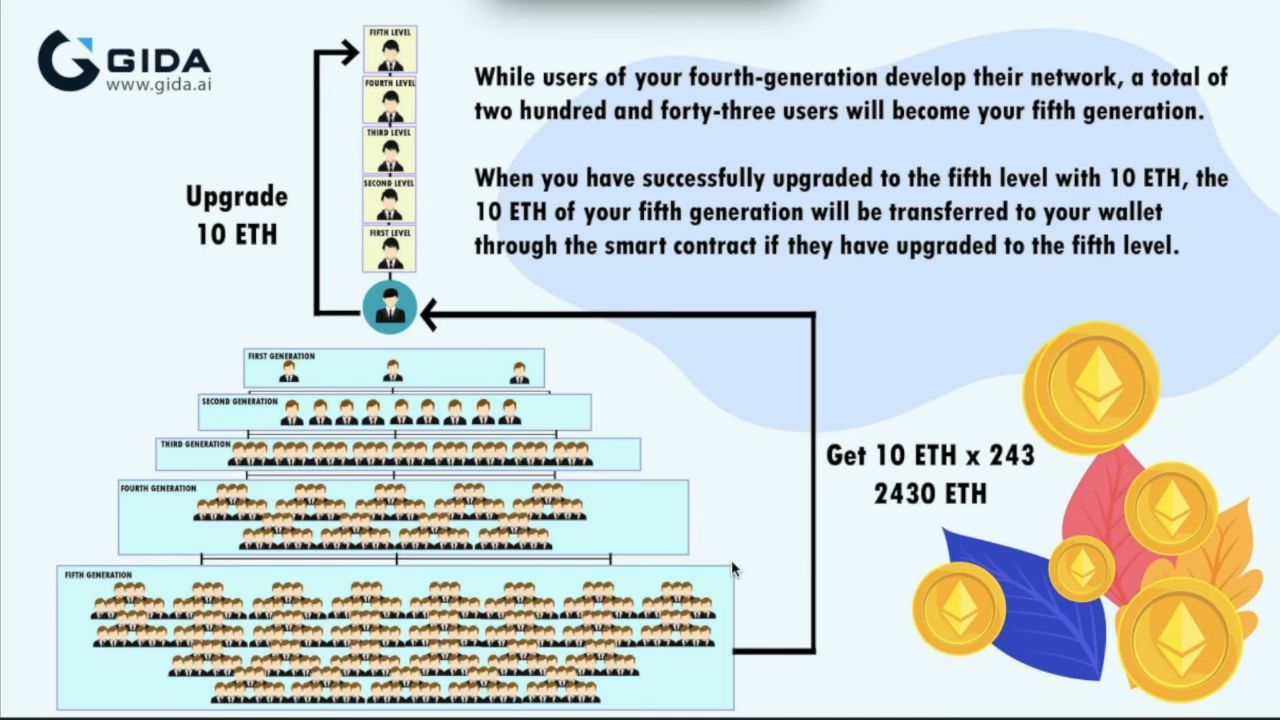 GIDA
www.gida.ai
FIFTH LEVEL
FOURTH LEVEL
THIRD LEVEL
SECOND LEVEL
FIRST LEVEL
Upgrade
10 ETH
While users of your fourth-generation develop their network, a total of
two hundred and forty-three users will become your fifth generation.
When you have successfully upgraded to the fifth level with 10 ETH, the
10 ETH of your fifth generation will be transferred to your wallet
through the smart contract if they have upgraded to the fifth level.
FIRST GENERATION
SECOND GENERATION
THIRD GENERATION
FOURTH GENERATION
FIFTH GENERATION
Get 10 ETH x 243
2430 ETH